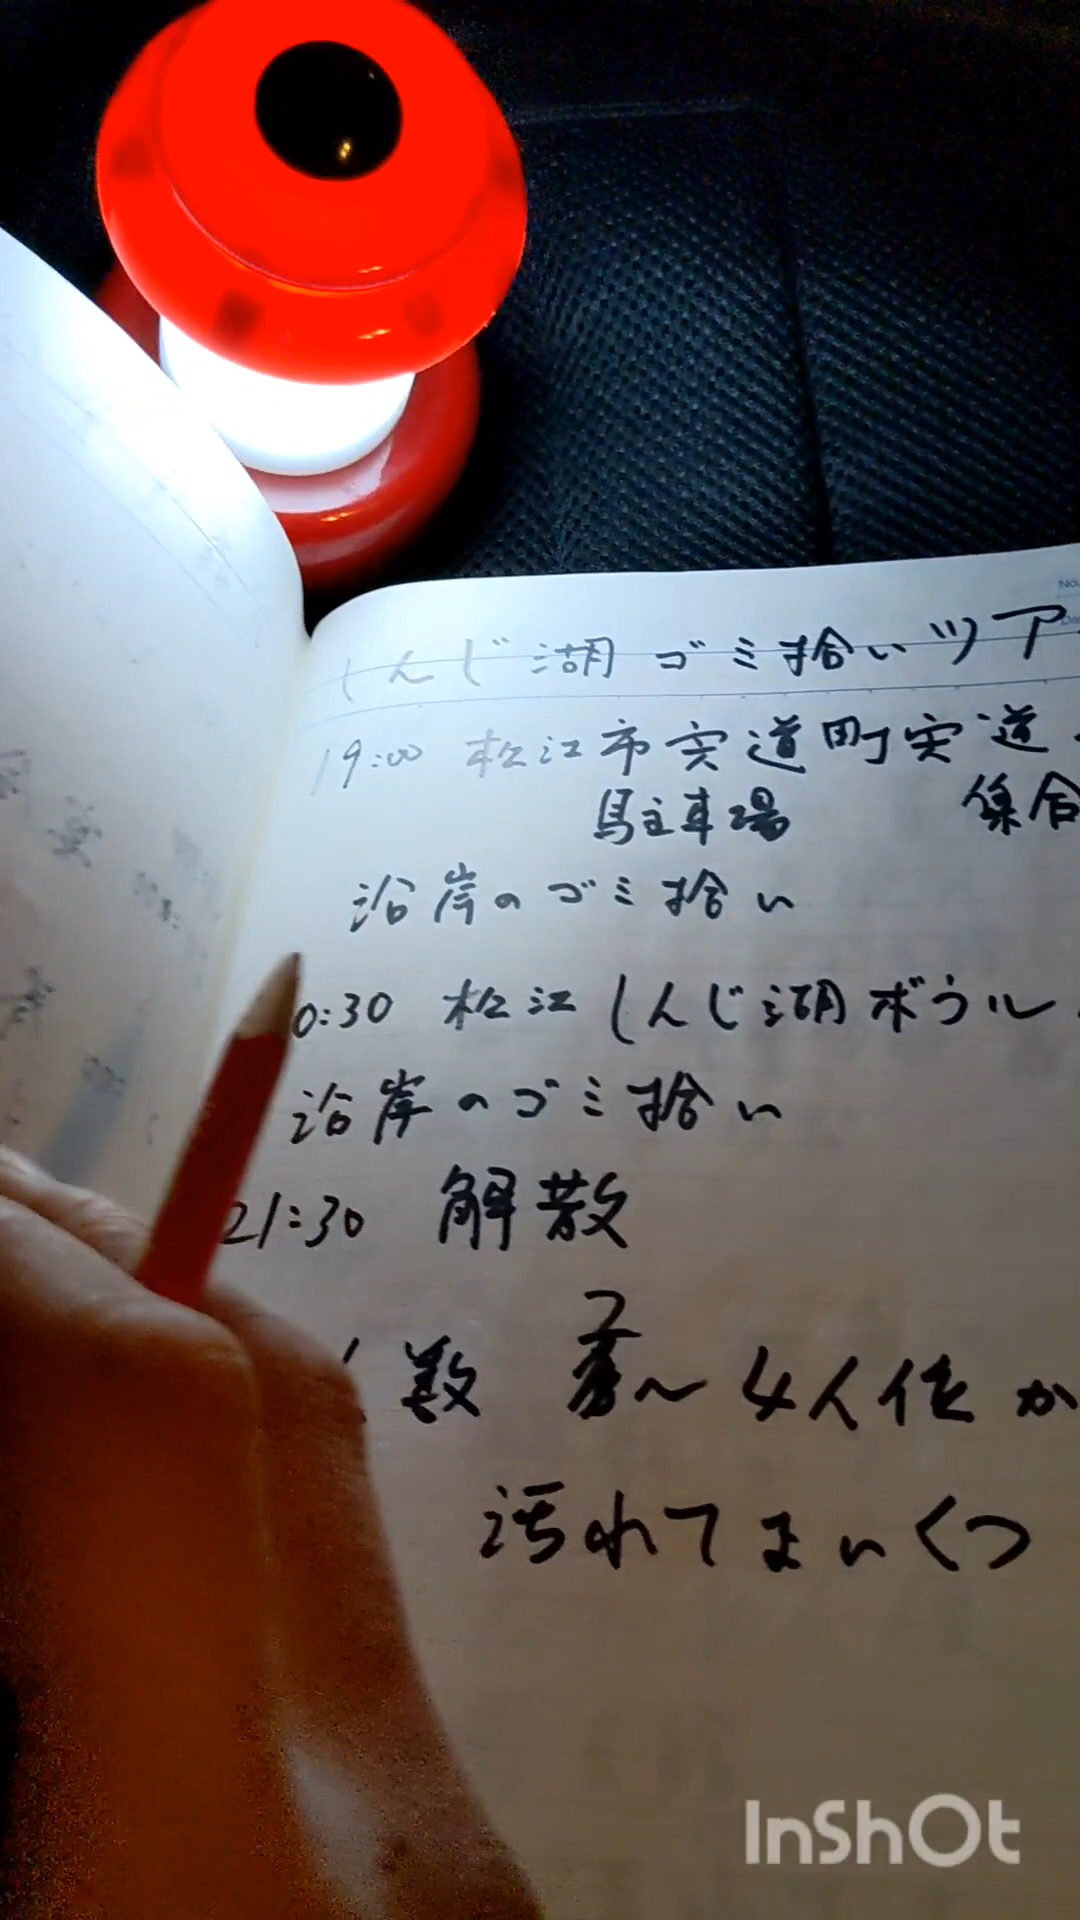 No.
しんじ湖 ゴミ拾いツア
19:00 松江市宍道町宍道
駐車場 集合
沿岸のゴミ拾い
0:30 松江しんじ湖ボウル
沿岸のゴミ拾い
21:30 解散
数 〜4人位 か
汚れてよいくつ
InShOt